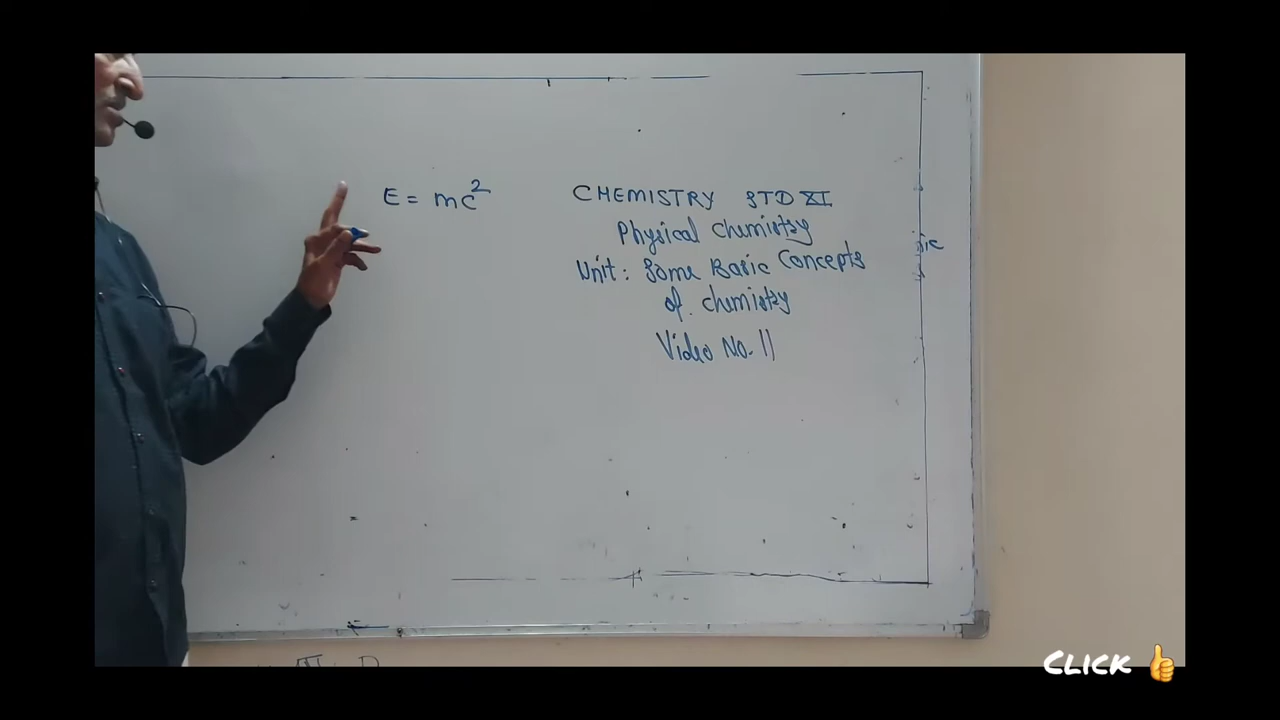 E = mc²
CHEMISTRY STD XI
Physical Chemistry
Unit: Some Basic Concepts
of. chemistry
Video No. 11
CLICK 👍